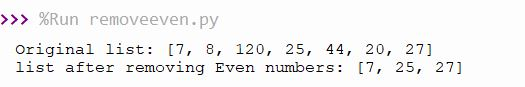 >>> %Run removeeven.py
Original list: [7, 8, 120, 25, 44, 20, 27]
list after removing Even numbers: [7, 25, 27]